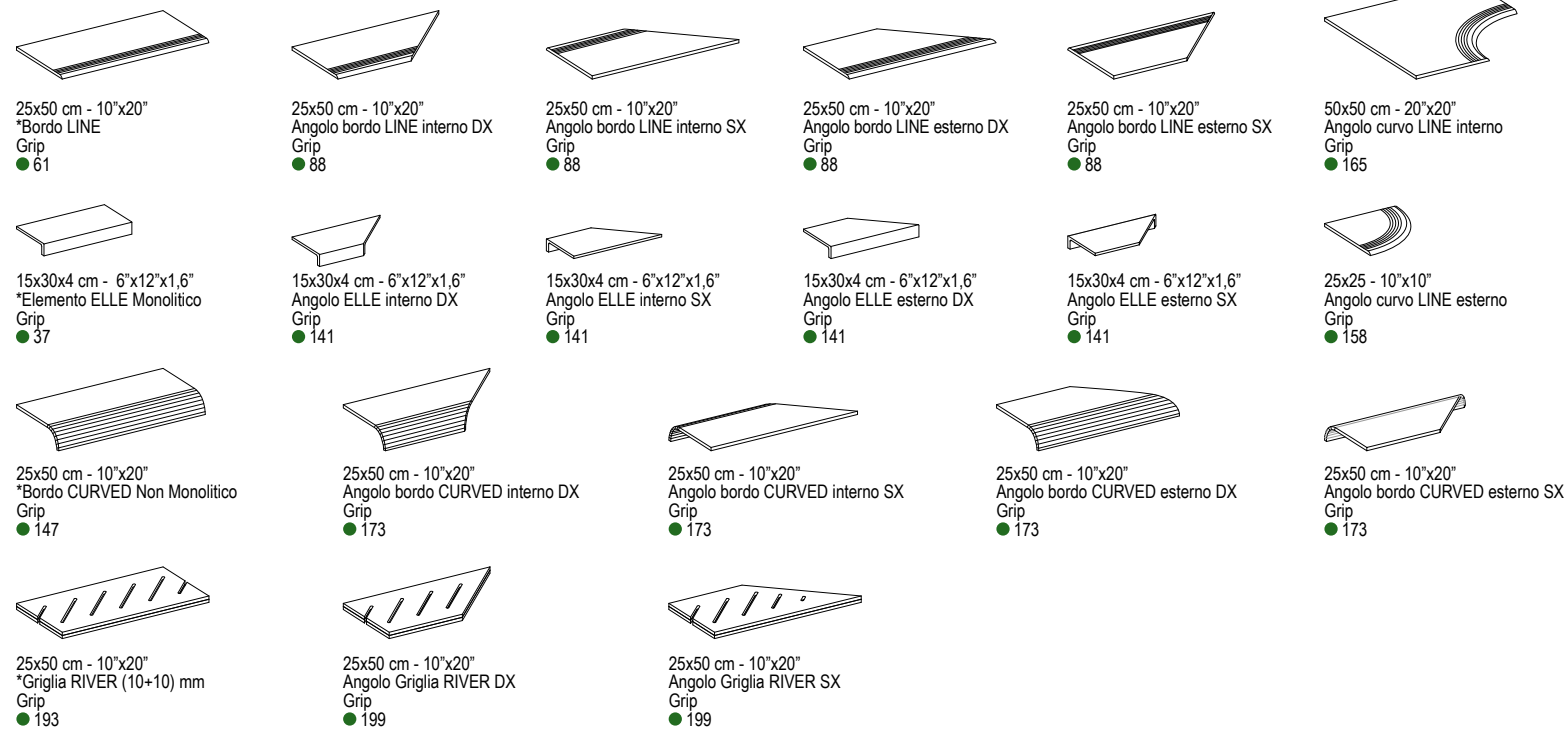 25x50 cm - 10”x20”
*Bordo LINE
Grip
61
25x50 cm - 10”x20”
Angolo bordo LINE interno DX
Grip
88
25x50 cm - 10”x20”
Angolo bordo LINE interno SX
Grip
88
25x50 cm - 10”x20”
Angolo bordo LINE esterno DX
Grip
88
25x50 cm - 10”x20”
Angolo bordo LINE esterno SX
Grip
88
50x50 cm - 20”x20”
Angolo curvo LINE interno
Grip
165
15x30x4 cm - 6”x12”x1,6”
*Elemento ELLE Monolitico
Grip
37
15x30x4 cm - 6”x12”x1,6”
Angolo ELLE interno DX
Grip
141
15x30x4 cm - 6”x12”x1,6”
Angolo ELLE interno SX
Grip
141
15x30x4 cm - 6”x12”x1,6”
Angolo ELLE esterno DX
Grip
141
15x30x4 cm - 6”x12”x1,6”
Angolo ELLE esterno SX
Grip
141
25x25 - 10”x10”
Angolo curvo LINE esterno
Grip
158
25x50 cm - 10”x20”
*Bordo CURVED Non Monolitico
Grip
147
25x50 cm - 10”x20”
Angolo bordo CURVED interno DX
Grip
173
25x50 cm - 10”x20”
Angolo bordo CURVED interno SX
Grip
173
25x50 cm - 10”x20”
Angolo bordo CURVED esterno DX
Grip
173
25x50 cm - 10”x20”
Angolo bordo CURVED esterno SX
Grip
173
25x50 cm - 10”x20”
*Griglia RIVER (10+10) mm
Grip
193
25x50 cm - 10”x20”
Angolo Griglia RIVER DX
Grip
199
25x50 cm - 10”x20”
Angolo Griglia RIVER SX
Grip
199